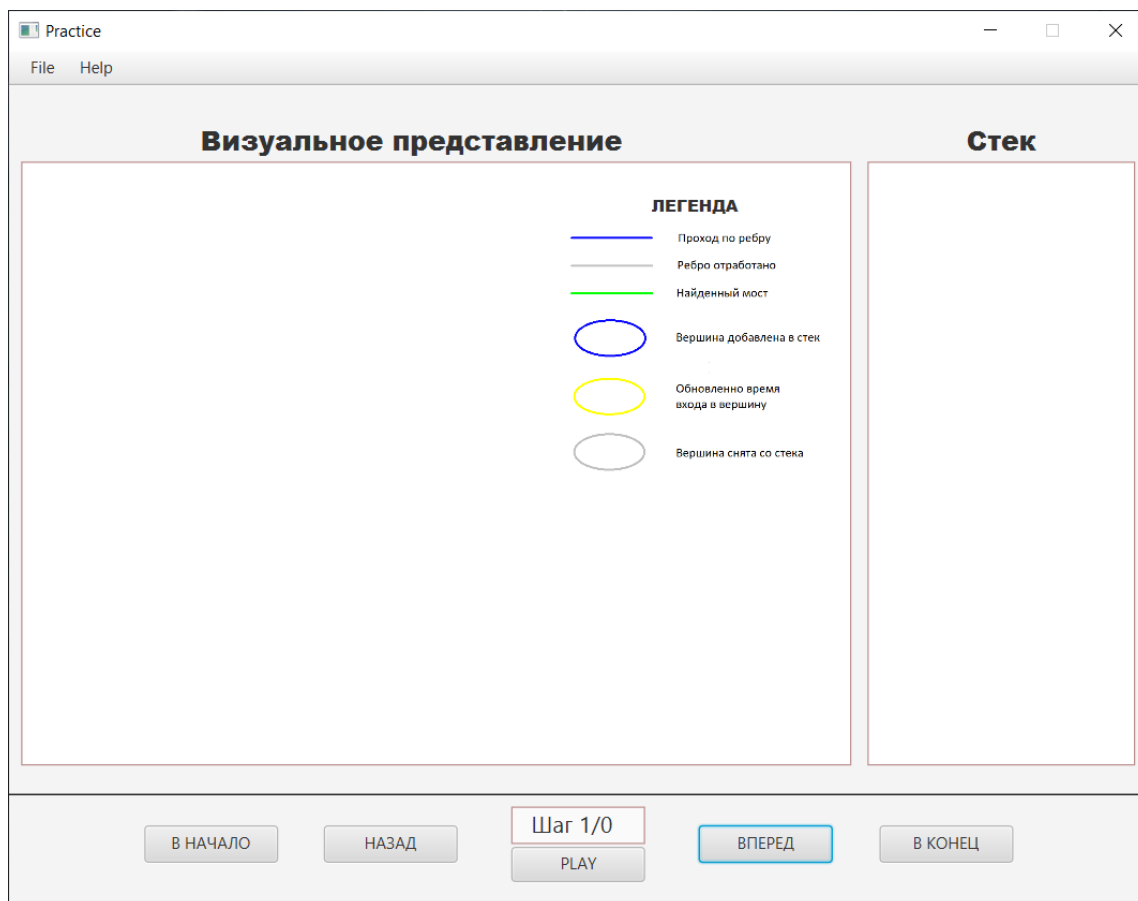 Practice
File Help
Визуальное представление
Стек
ЛЕГЕНДА
Проход по ребру
Ребро отработано
Найденный мост
Вершина добавлена в стек
Обновленно время
входа в вершину
Вершина снята со стека
В НАЧАЛО
НАЗАД
Шаг 1/0
PLAY
ВПЕРЕД
В КОНЕЦ